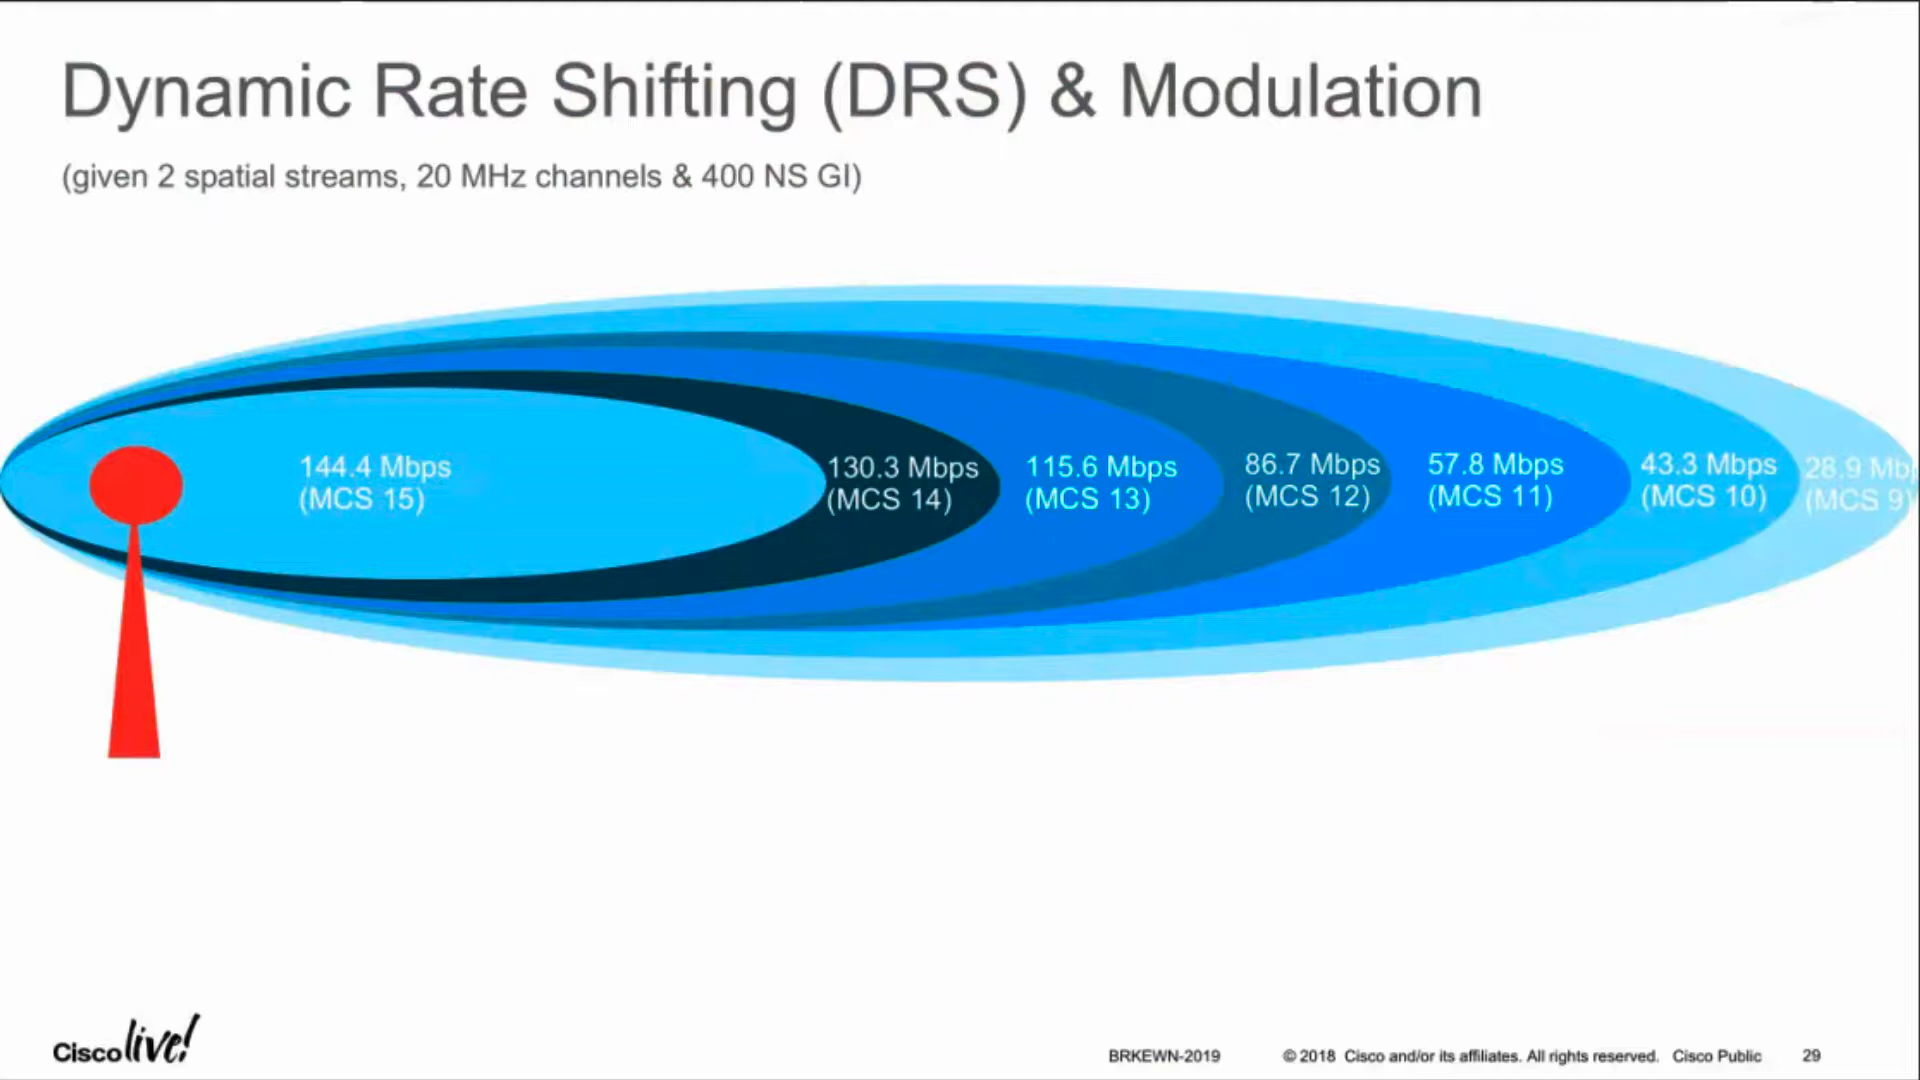 Dynamic Rate Shifting (DRS) & Modulation
(given 2 spatial streams, 20 MHz channels & 400 NS GI)
144.4 Mbps
(MCS 15)
130.3 Mbps
(MCS 14)
115.6 Mbps
(MCS 13)
86.7 Mbps
(MCS 12)
57.8 Mbps
(MCS 11)
43.3 Mbps
(MCS 10)
28.9 Mbp
(MCS 9)
Cisco live!
BRKEWN-2019 © 2018 Cisco and/or its affiliates. All rights reserved. Cisco Public 29